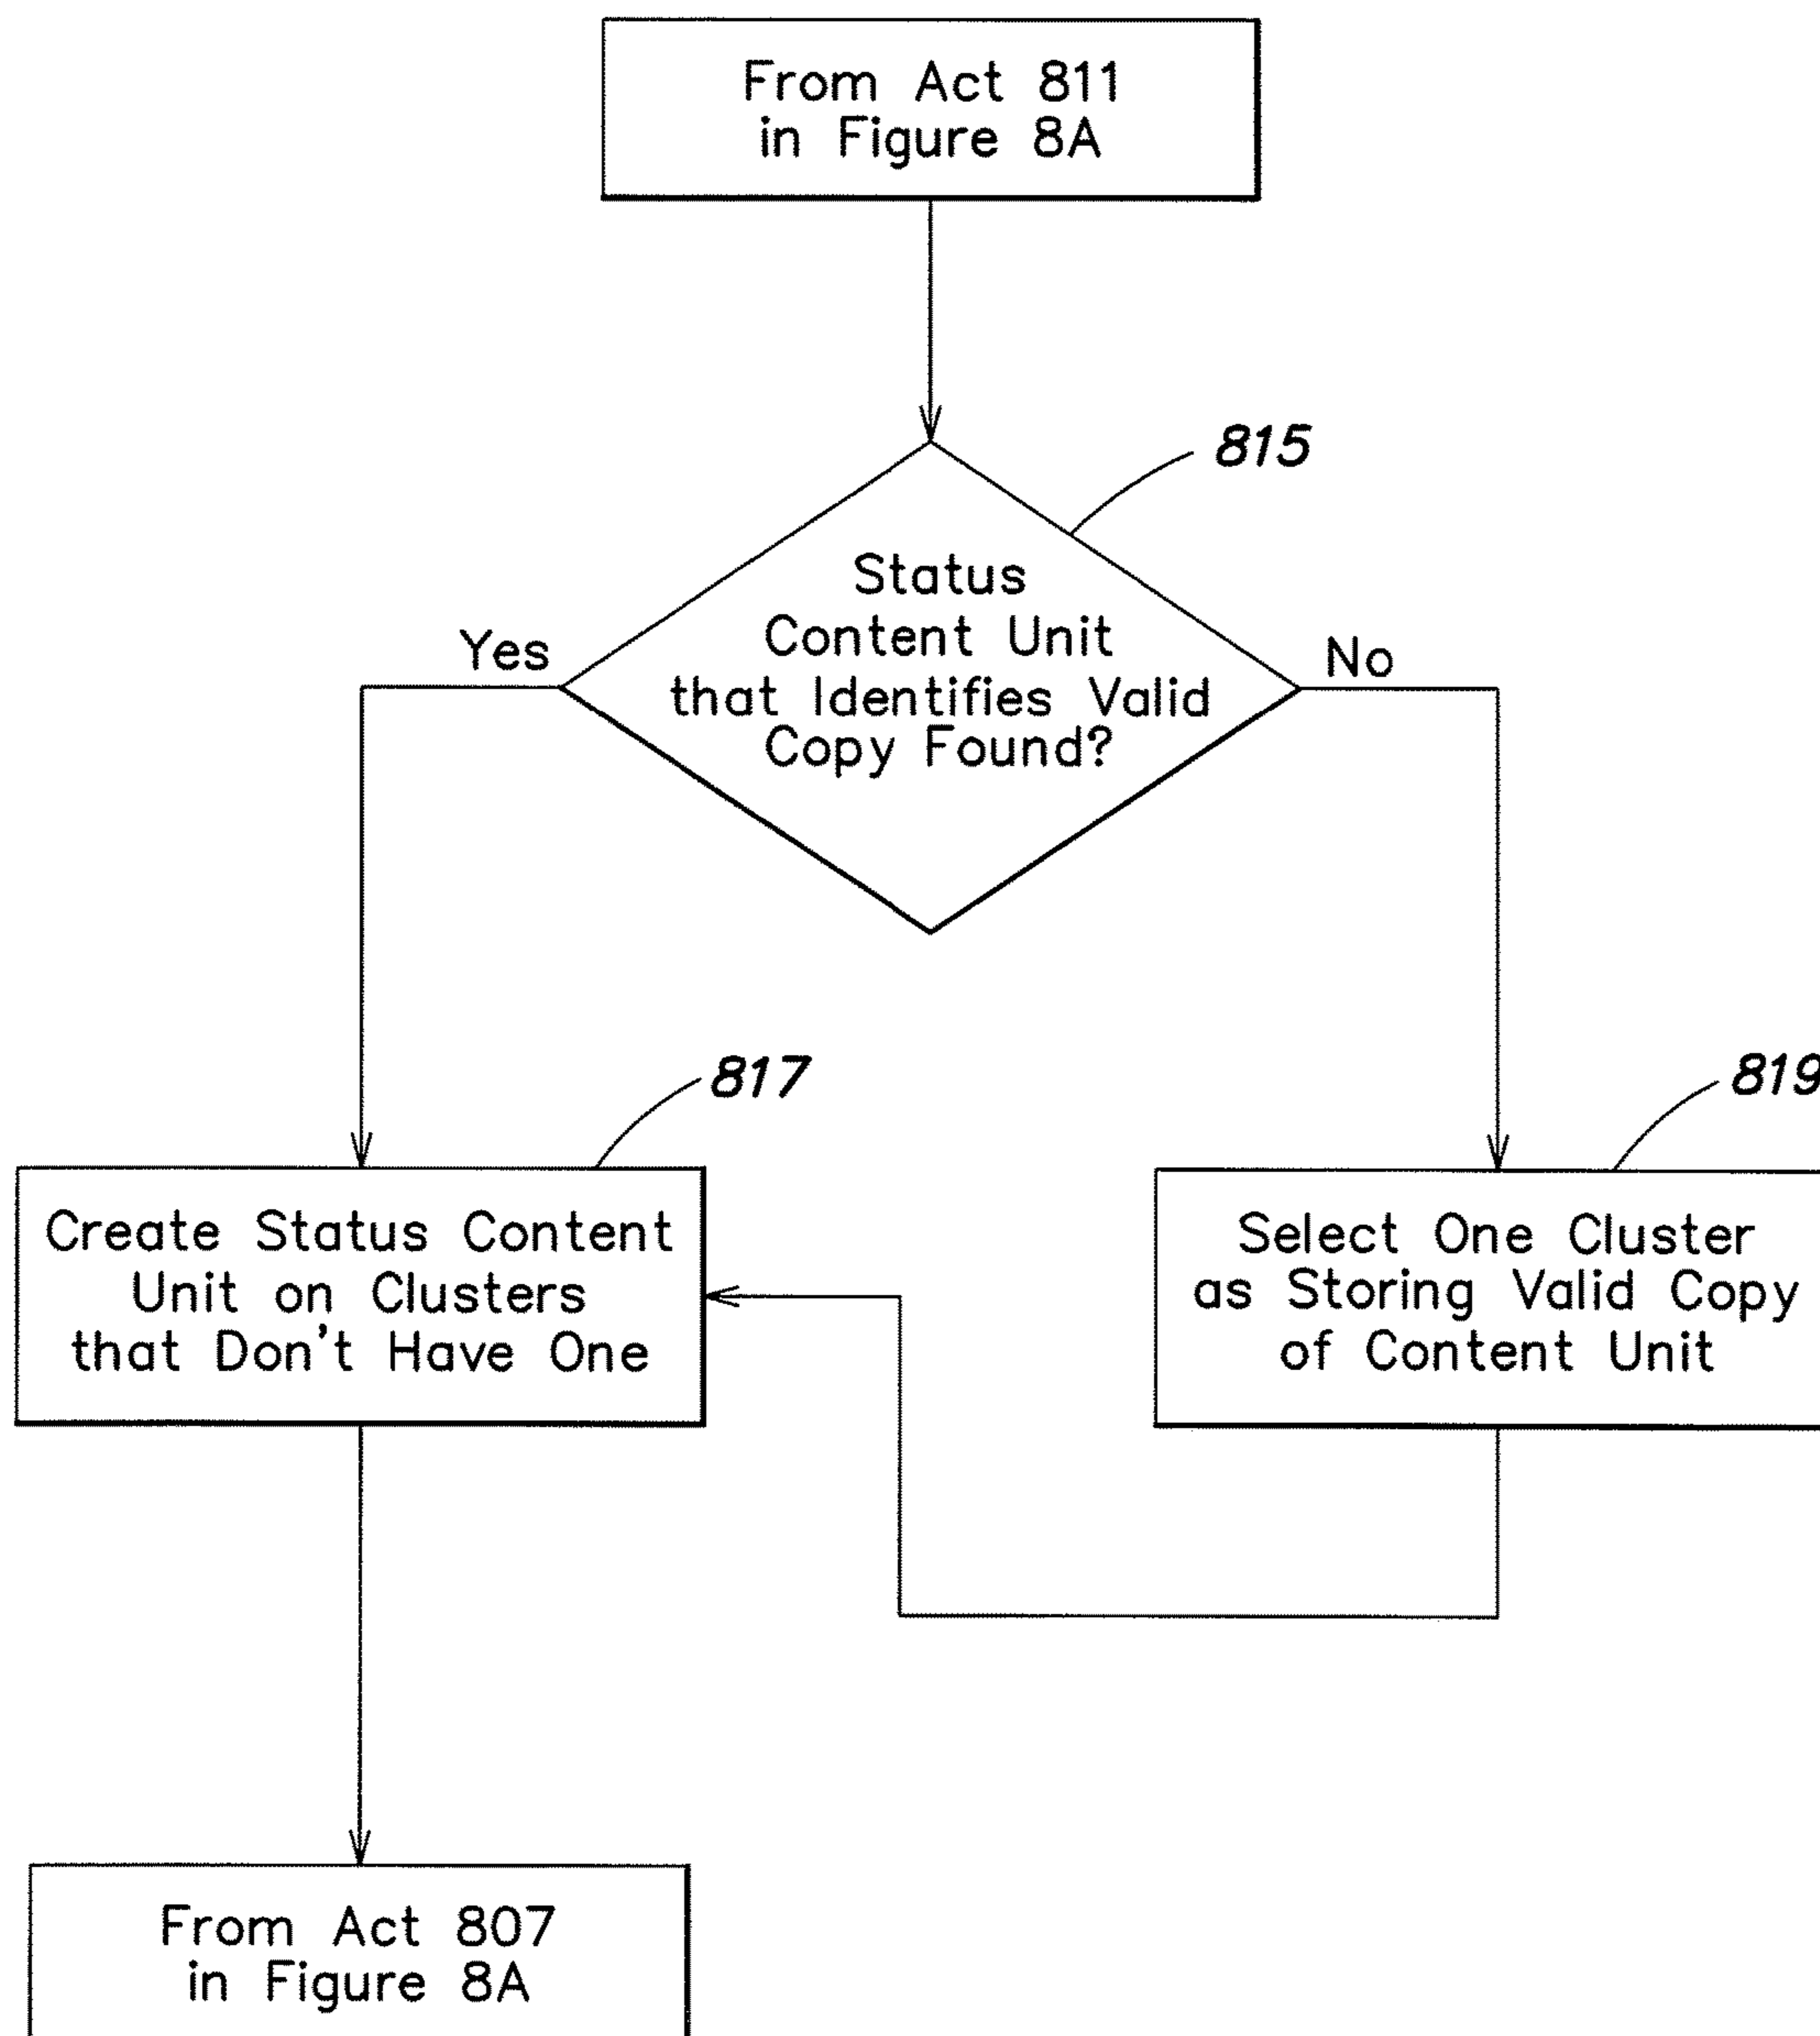 From Act 811
in Figure 8A
815
Status
Content Unit
that Identifies Valid
Copy Found?
Yes
No
817
819
Create Status Content
Unit on Clusters
that Don't Have One
Select One Cluster
as Storing Valid Copy
of Content Unit
From Act 807
in Figure 8A